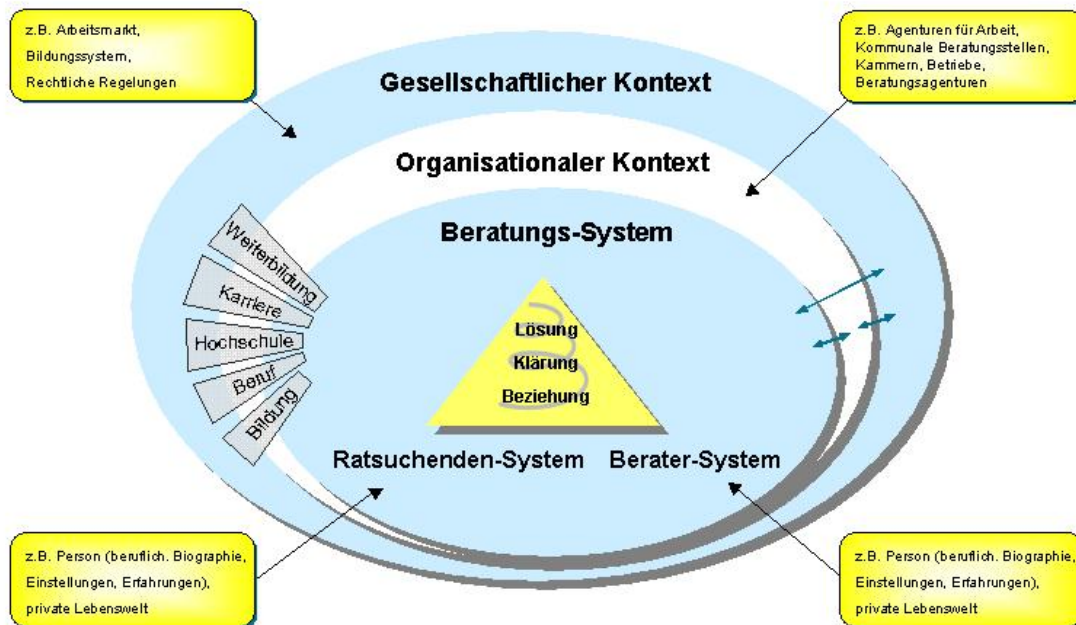 z.B. Arbeitsmarkt,
Bildungssystem,
Rechtliche Regelungen
z.B. Agenturen für Arbeit,
Kommunale Beratungsstellen,
Kammern, Betriebe,
Beratungsagenturen
Gesellschaftlicher Kontext
Organisationaler Kontext
Beratungs-System
Weiterbildung
Karriere
Hochschule
Beruf
Bildung
Lösung
Klärung
Beziehung
Ratsuchenden-System
Berater-System
z.B. Person (beruflich. Biographie,
Einstellungen, Erfahrungen),
private Lebenswelt
z.B. Person (beruflich. Biographie,
Einstellungen, Erfahrungen),
private Lebenswelt